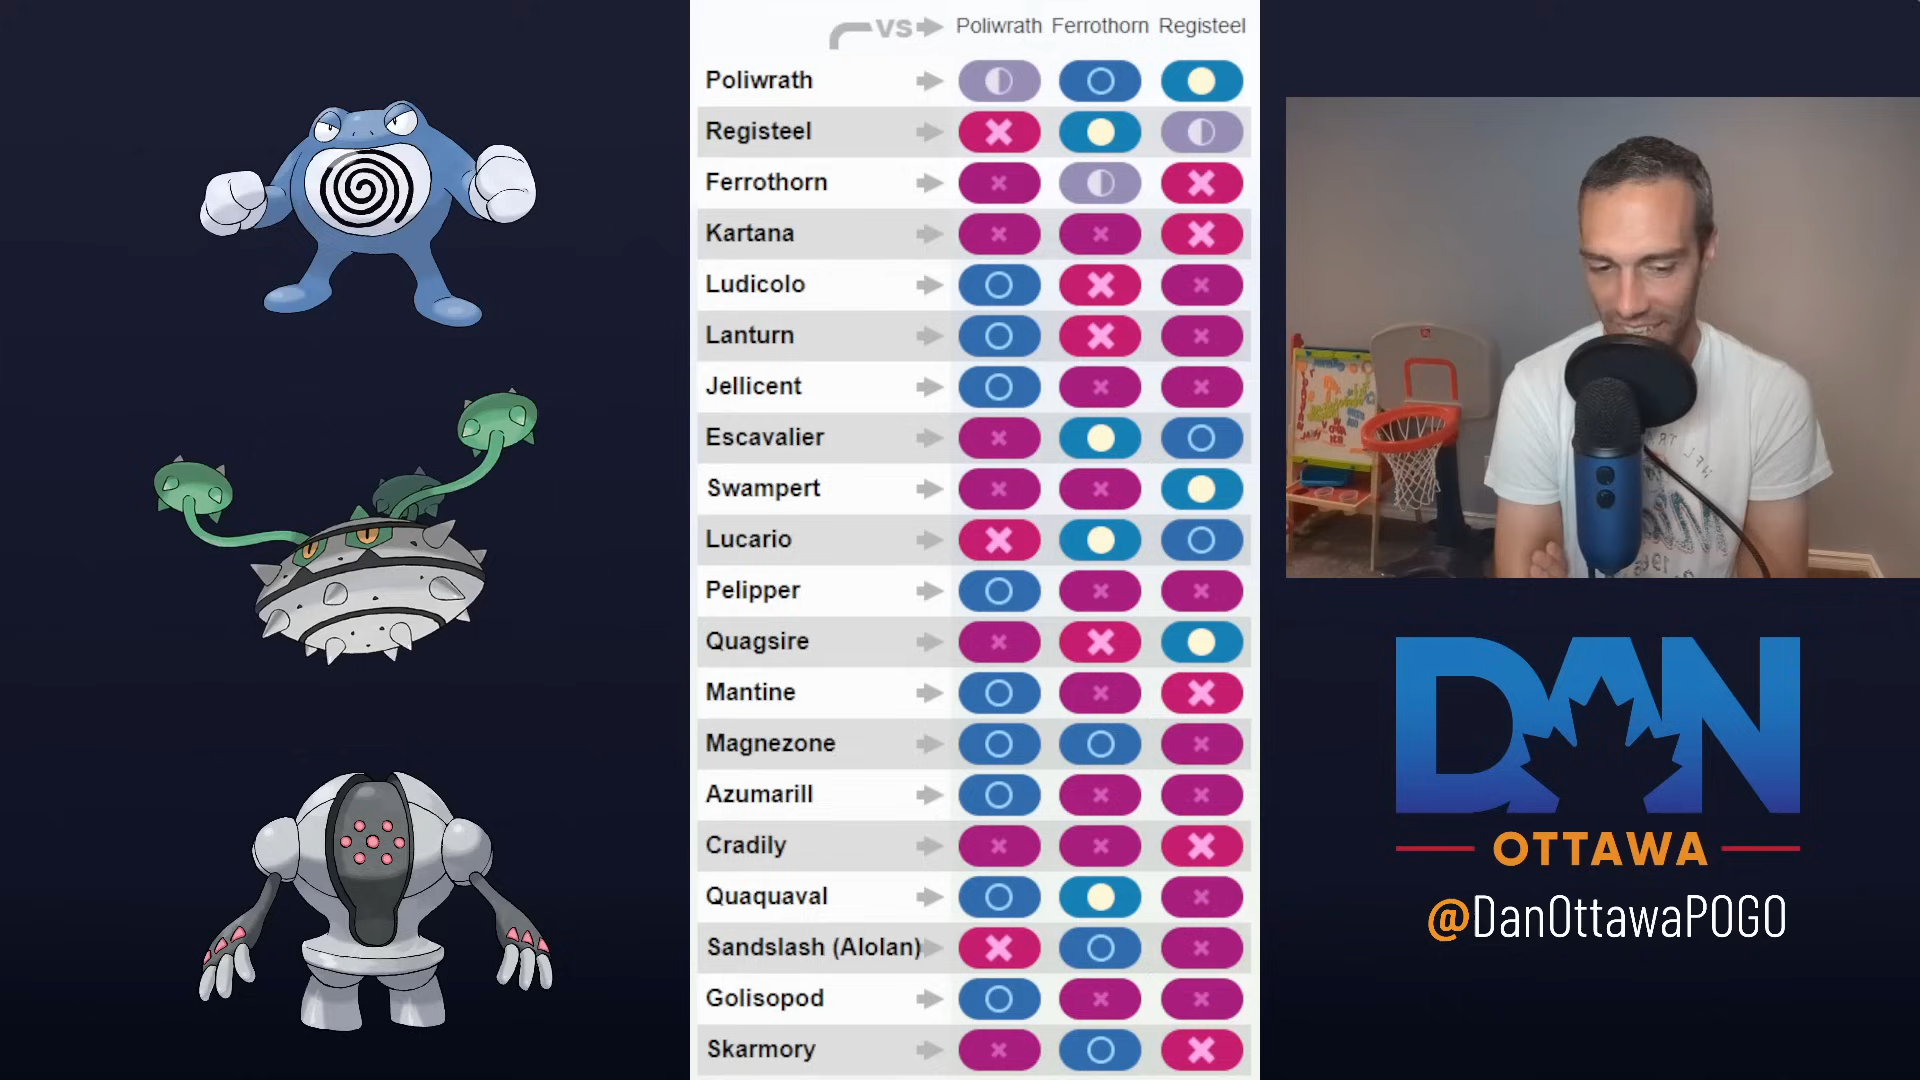 VS Poliwrath Ferrothorn Registeel
Poliwrath
Registeel
Ferrothorn
Kartana
Ludicolo
Lanturn
Jellicent
Escavalier
Swampert
Lucario
Pelipper
Quagsire
Mantine
Magnezone
Azumarill
Cradily
Quaquaval
Sandslash (Alolan)
Golisopod
Skarmory
DAN
OTTAWA
@DanOttawaPOGO